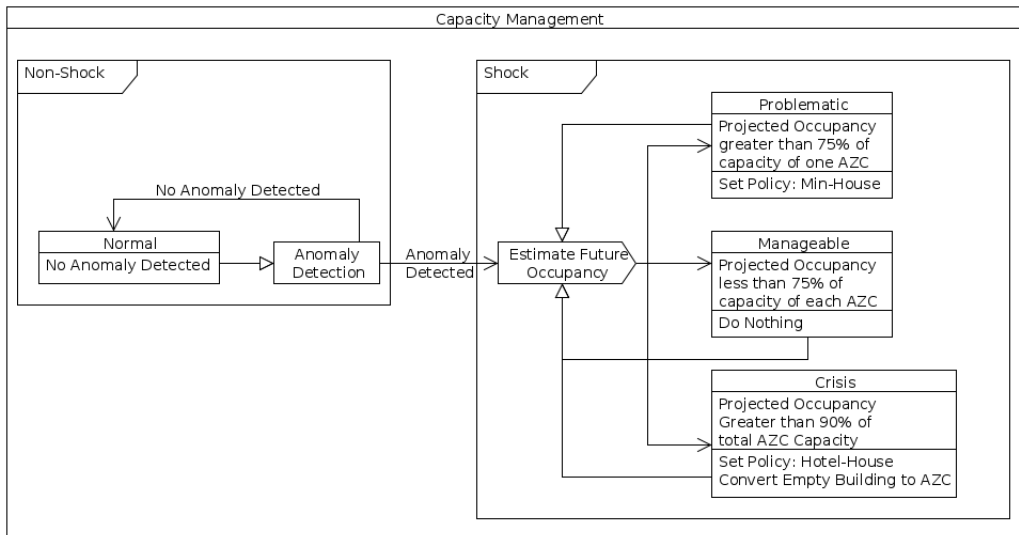 Capacity Management
Non-Shock
No Anomaly Detected
Normal
No Anomaly Detected
Anomaly
Detection
Anomaly
Detected
Shock
Estimate Future
Occupancy
Problematic
Projected Occupancy
greater than 75% of
capacity of one AZC
Set Policy: Min-House
Manageable
Projected Occupancy
less than 75% of
capacity of each AZC
Do Nothing
Crisis
Projected Occupancy
Greater than 90% of
total AZC Capacity
Set Policy: Hotel-House
Convert Empty Building to AZC